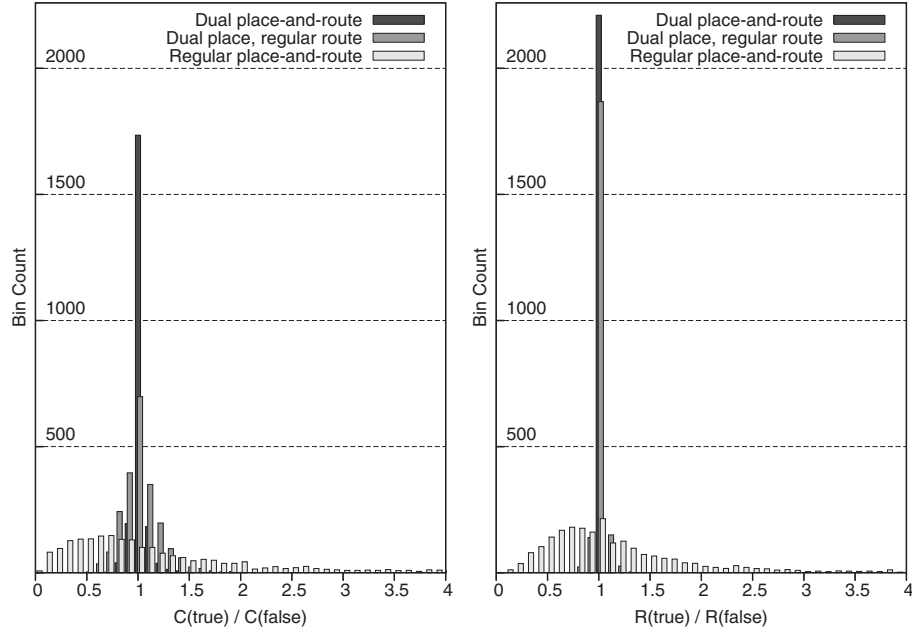 Dual place-and-route
Dual place, regular route
Regular place-and-route
2000
1500
1000
500
Bin Count
0 0.5 1 1.5 2 2.5 3 3.5 4
C(true) / C(false)
Dual place-and-route
Dual place, regular route
Regular place-and-route
2000
1500
1000
500
Bin Count
0 0.5 1 1.5 2 2.5 3 3.5 4
R(true) / R(false)